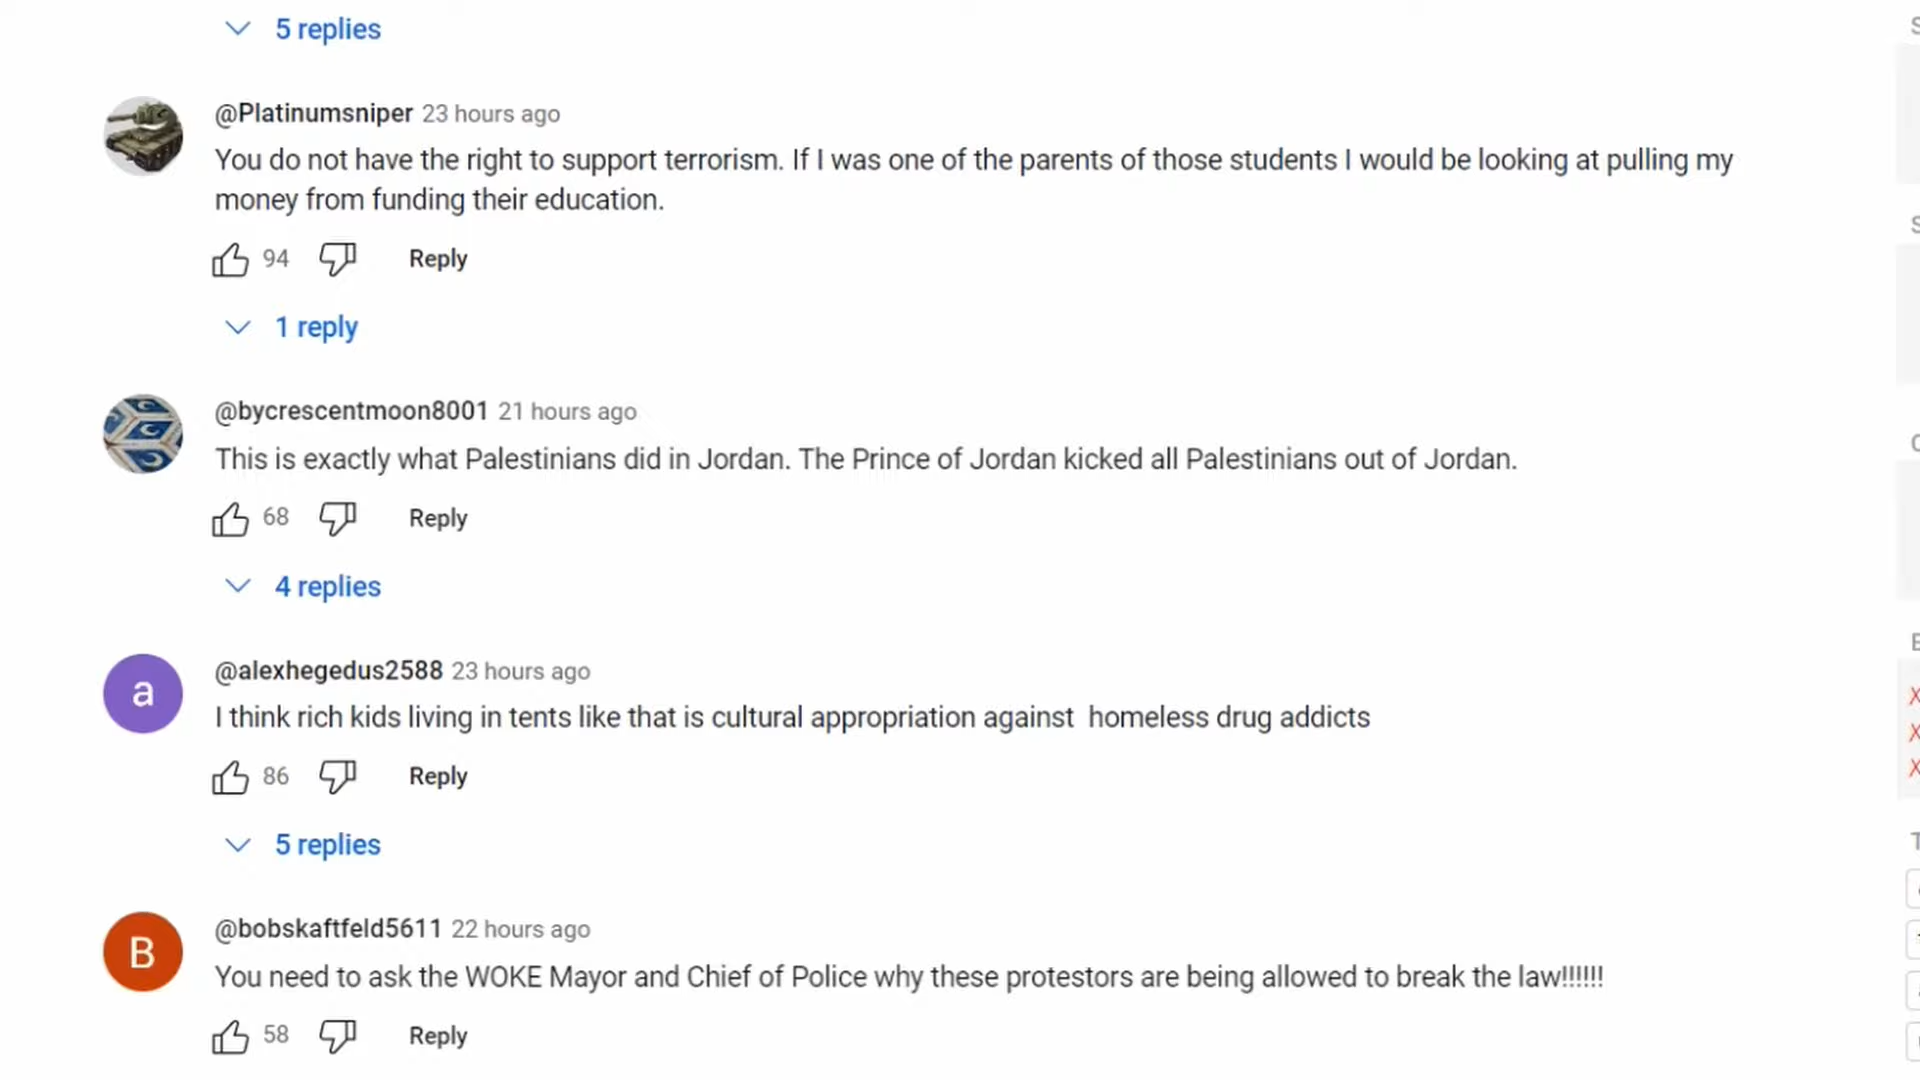 5 replies
@Platinumsniper 23 hours ago
You do not have the right to support terrorism. If I was one of the parents of those students I would be looking at pulling my
money from funding their education.
94 Reply
1 reply
@bycrescentmoon8001 21 hours ago
This is exactly what Palestinians did in Jordan. The Prince of Jordan kicked all Palestinians out of Jordan.
68 Reply
4 replies
@alexhegedus2588 23 hours ago
I think rich kids living in tents like that is cultural appropriation against  homeless drug addicts
a
86 Reply
5 replies
@bobskaftfeld5611 22 hours ago
B
You need to ask the WOKE Mayor and Chief of Police why these protestors are being allowed to break the law!!!!!!
58 Reply